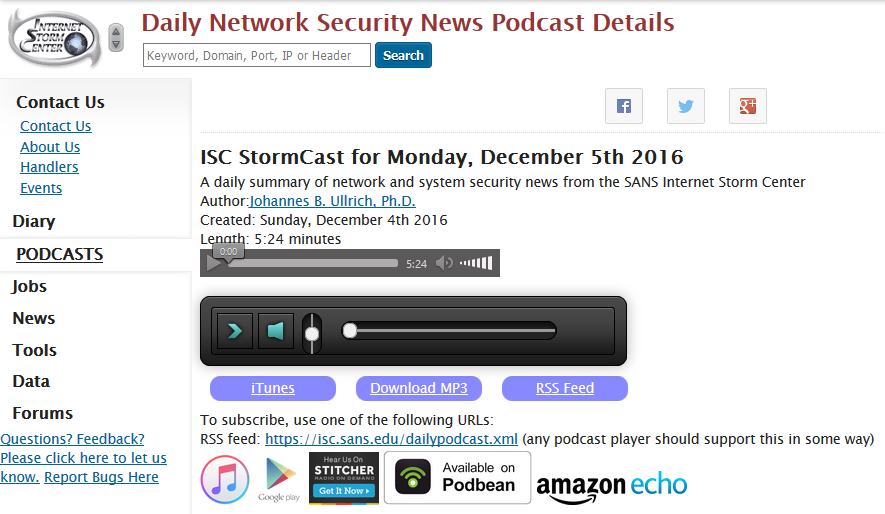 INTERNET
STORM
CENTER
Daily Network Security News Podcast Details
Keyword, Domain, Port, IP or Header
Search
Contact Us
Contact Us
About Us
Handlers
Events
Diary
PODCASTS
Jobs
News
Tools
Data
Forums
Questions? Feedback?
Please click here to let us
know. Report Bugs Here
ISC StormCast for Monday, December 5th 2016
A daily summary of network and system security news from the SANS Internet Storm Center
Author:Johannes B. Ullrich, Ph.D.
Created: Sunday, December 4th 2016
Length: 5:24 minutes
0:00
5:24
iTunes
Download MP3
RSS Feed
To subscribe, use one of the following URLs:
RSS feed: https://isc.sans.edu/dailypodcast.xml (any podcast player should support this in some way)
Google play
Hear Us On
STITCHER
RADIO ON DEMAND
Get It Now
Available on
Podbean
amazon echo